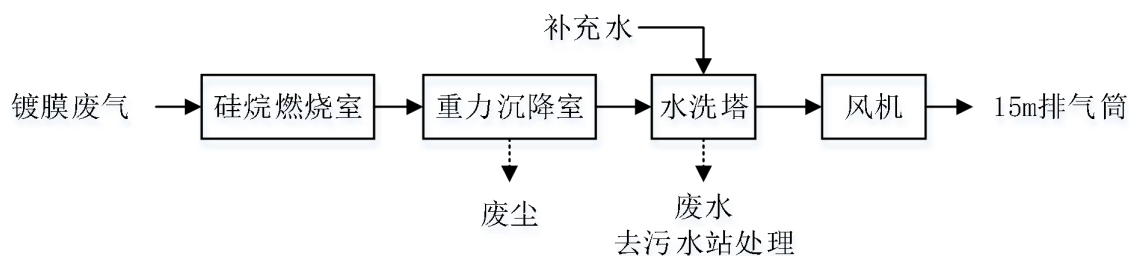 补充水
镀膜废气
硅烷燃烧室
重力沉降室
水洗塔
风机
15m排气筒
废尘
废水
去污水站处理